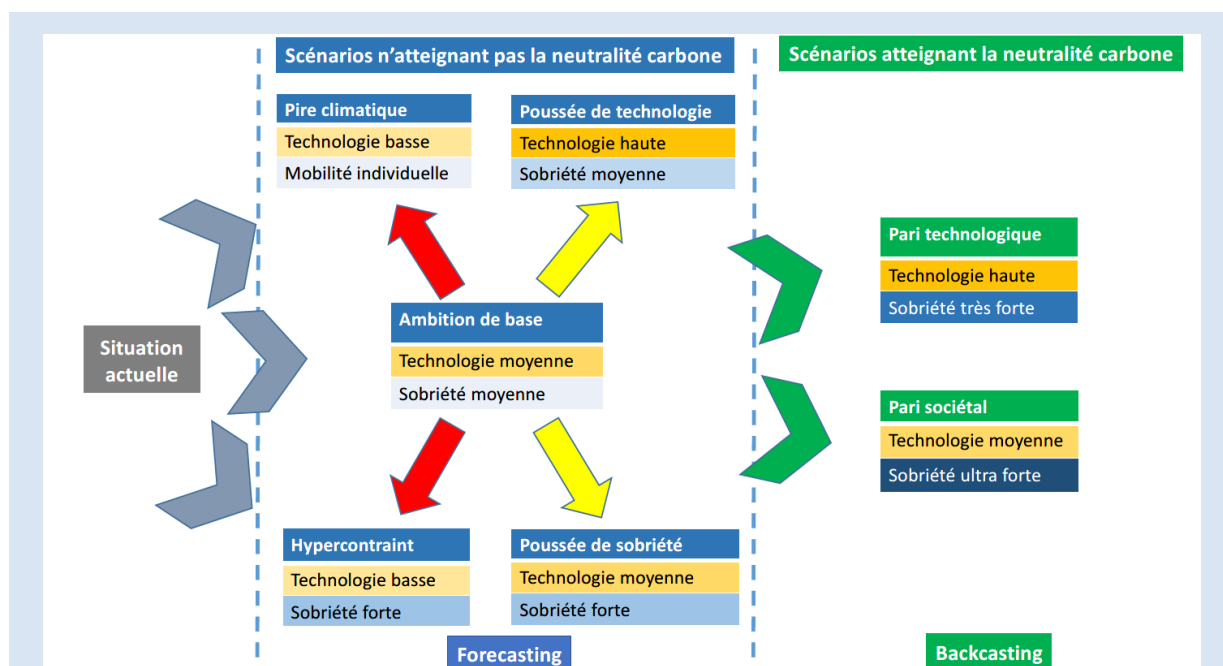 Scénarios n'atteignant pas la neutralité carbone
Scénarios atteignant la neutralité carbone
Pire climatique
Technologie basse
Mobilité individuelle
Poussée de technologie
Technologie haute
Sobriété moyenne
Situation
actuelle
Ambition de base
Technologie moyenne
Sobriété moyenne
Pari technologique
Technologie haute
Sobriété très forte
Pari sociétal
Technologie moyenne
Sobriété ultra forte
Hypercontraint
Technologie basse
Sobriété forte
Poussée de sobriété
Technologie moyenne
Sobriété forte
Forecasting
Backcasting